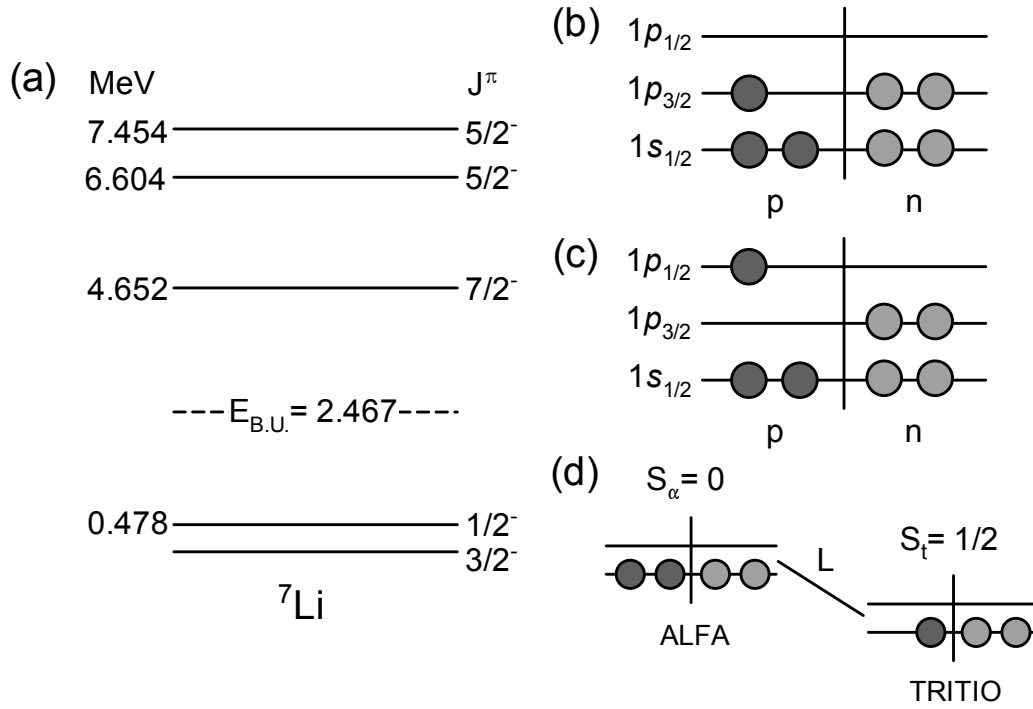 (a)
MeV J^π
7.454 5/2⁻
6.604 5/2⁻
4.652 7/2⁻
E_B.U. = 2.467
0.478 1/2⁻
3/2⁻
⁷Li
(b)
1p_1/2
1p_3/2
1s_1/2
p n
(c)
1p_1/2
1p_3/2
1s_1/2
p n
(d)
S_α = 0
L
S_t = 1/2
ALFA
TRITIO